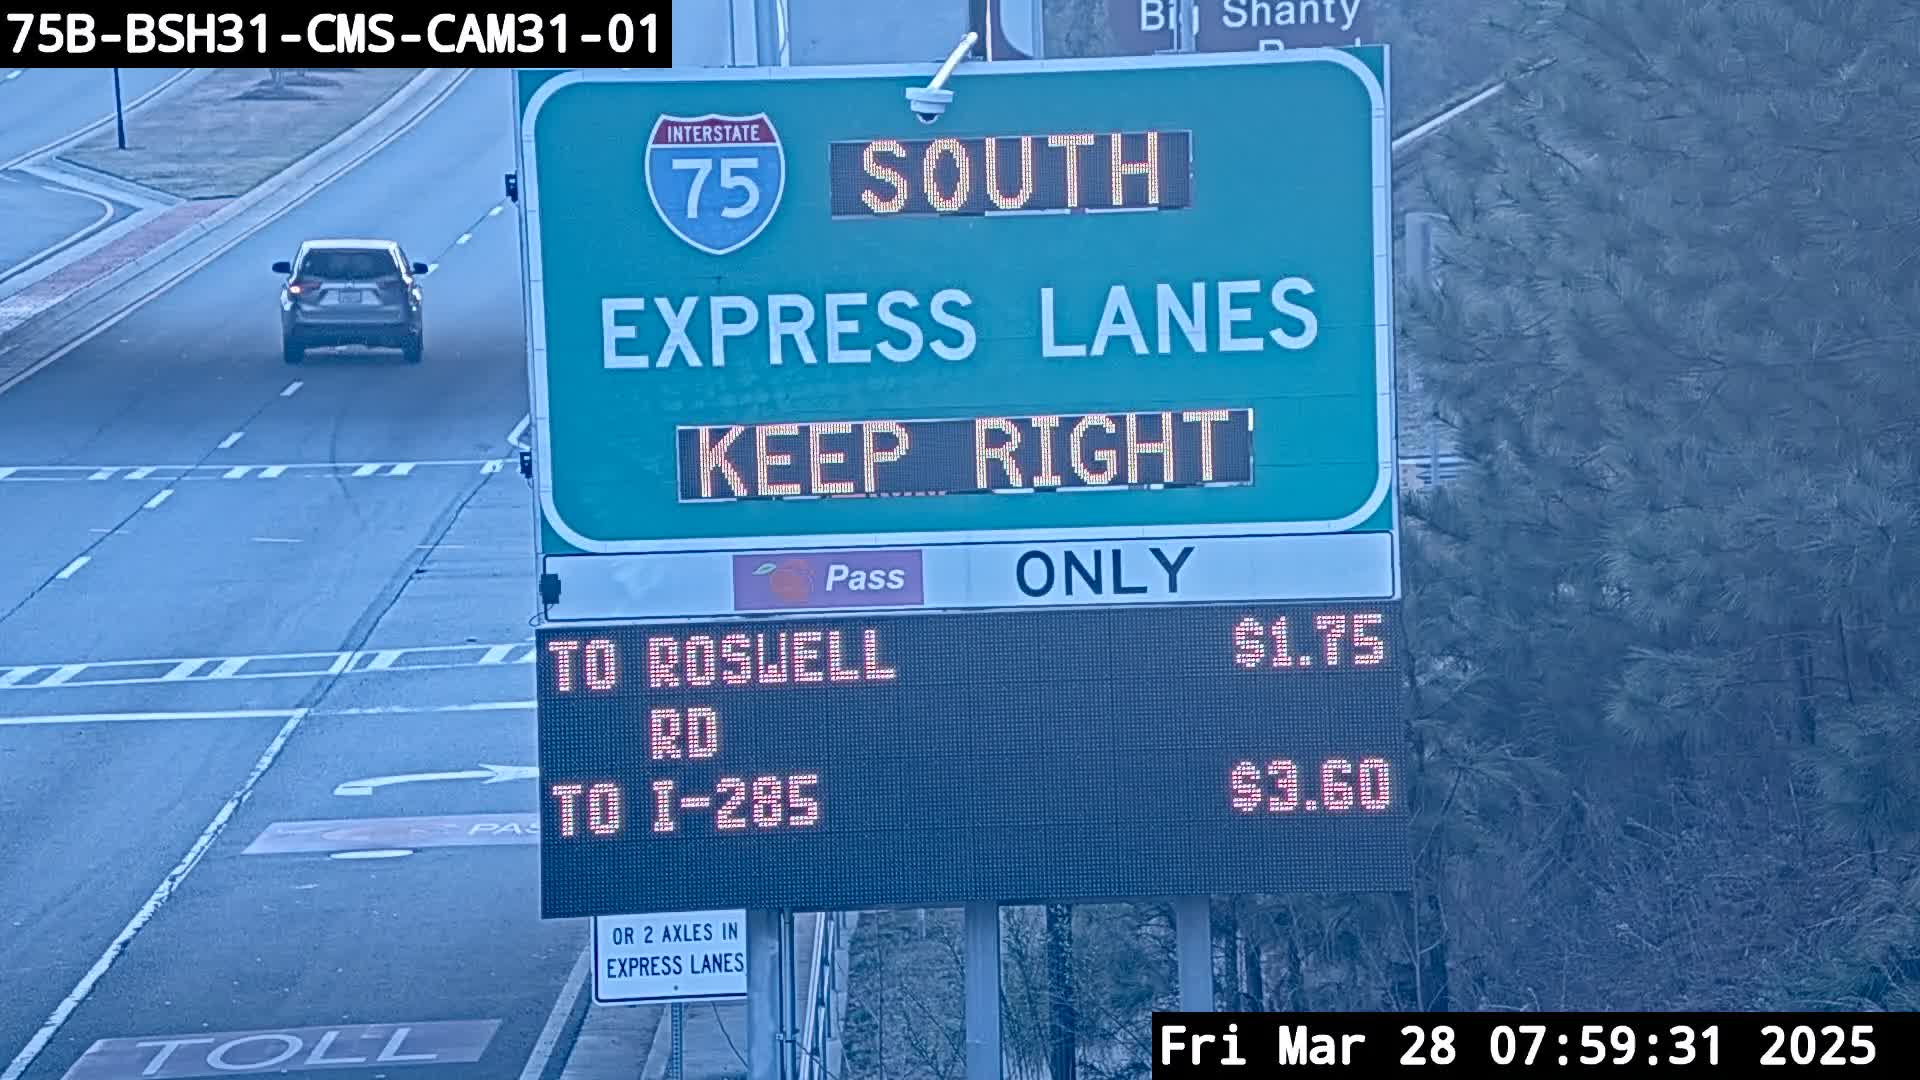 75B-BSH31-CMS-CAM31-01
Big Shanty
INTERSTATE
75
SOUTH
EXPRESS LANES
KEEP RIGHT
Pass ONLY
TO ROSWELL $1.75
RD
TO I-285 $3.60
OR 2 AXLES IN
EXPRESS LANES
TOLL
Fri Mar 28 07:59:31 2025